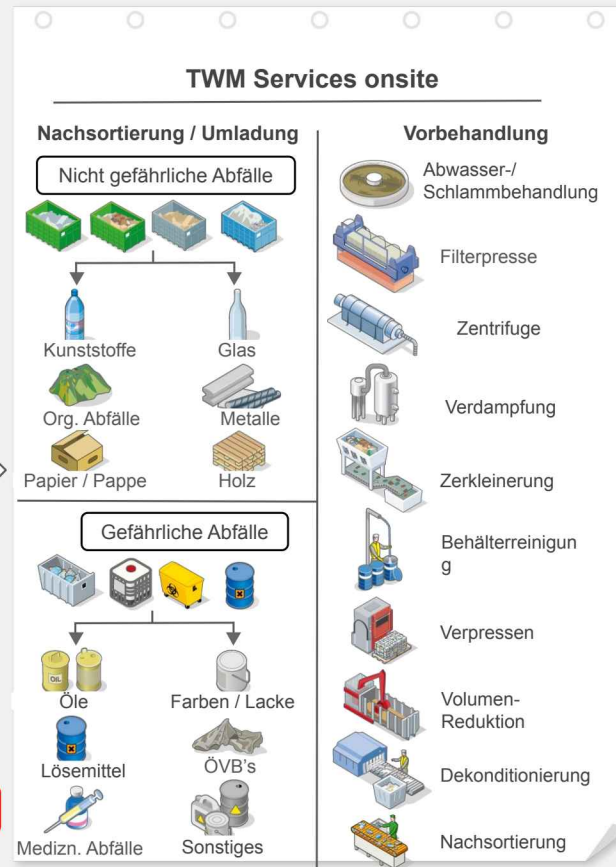 TWM Services onsite
Nachsortierung / Umladung
Nicht gefährliche Abfälle
Kunststoffe
Glas
Org. Abfälle
Metalle
Papier / Pappe
Holz
Gefährliche Abfälle
OIL
Öle
Farben / Lacke
Lösemittel
ÖVB's
Medizn. Abfälle
Sonstiges
Vorbehandlung
Abwasser-/
Schlammbehandlung
Filterpresse
Zentrifuge
Verdampfung
Zerkleinerung
Behälterreinigun
g
Verpressen
Volumen-
Reduktion
Dekonditionierung
Nachsortierung